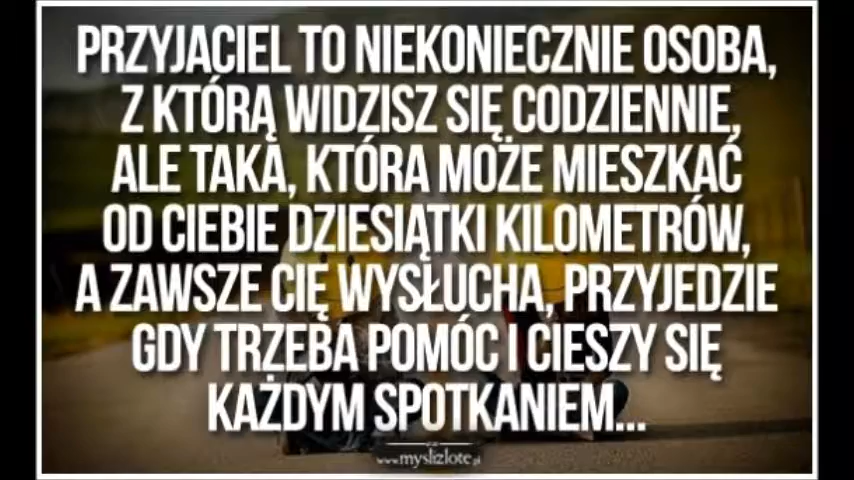 PRZYJACIEL TO NIEKONIECZNIE OSOBA,
Z KTÓRĄ WIDZISZ SIĘ CODZIENNIE,
ALE TAKA, KTÓRA MOŻE MIESZKAĆ
OD CIEBIE DZIESIĄTKI KILOMETRÓW,
A ZAWSZE CIĘ WYSŁUCHA, PRZYJEDZIE
GDY TRZEBA POMÓC I CIESZY SIĘ
KAŻDYM SPOTKANIEM...
www.myslizlote.pl